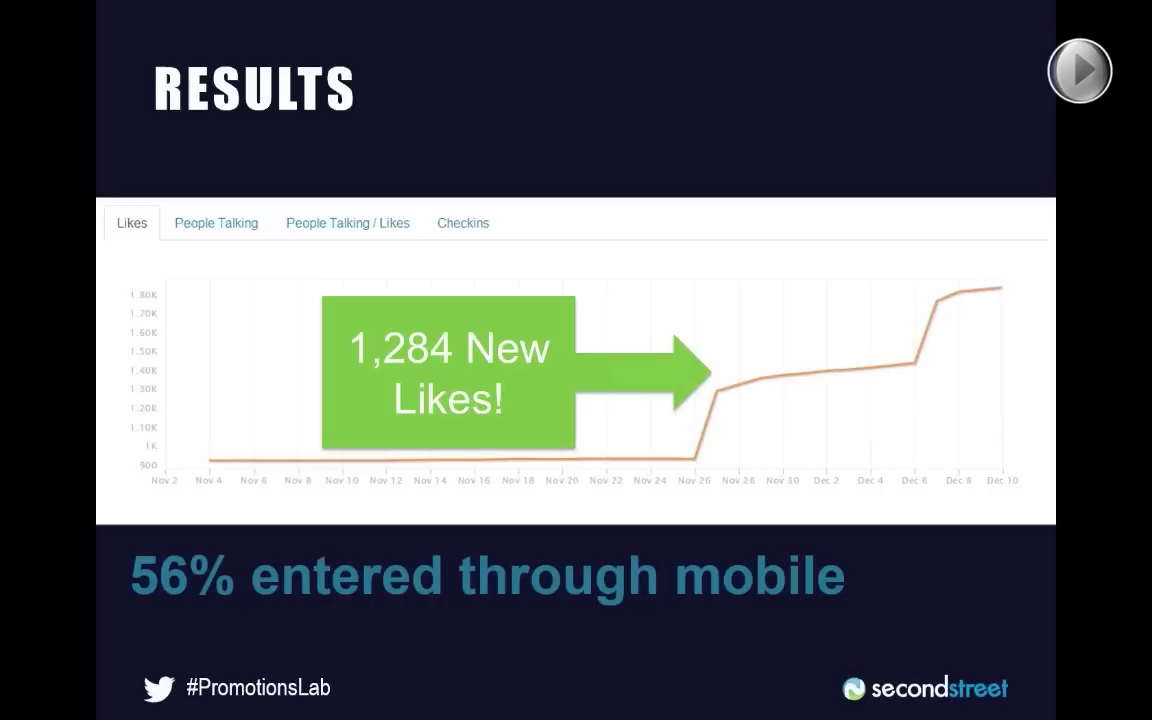 RESULTS
Likes People Talking People Talking / Likes Checkins
1.80K
1.70K
1.60K
1.50K
1.40K
1.30K
1.20K
1.10K
1K
900
1,284 New
Likes!
Nov 2 Nov 4 Nov 6 Nov 8 Nov 10 Nov 12 Nov 14 Nov 16 Nov 18 Nov 20 Nov 22 Nov 24 Nov 26 Nov 28 Nov 30 Dec 2 Dec 4 Dec 6 Dec 8 Dec 10
56% entered through mobile
#PromotionsLab
secondstreet